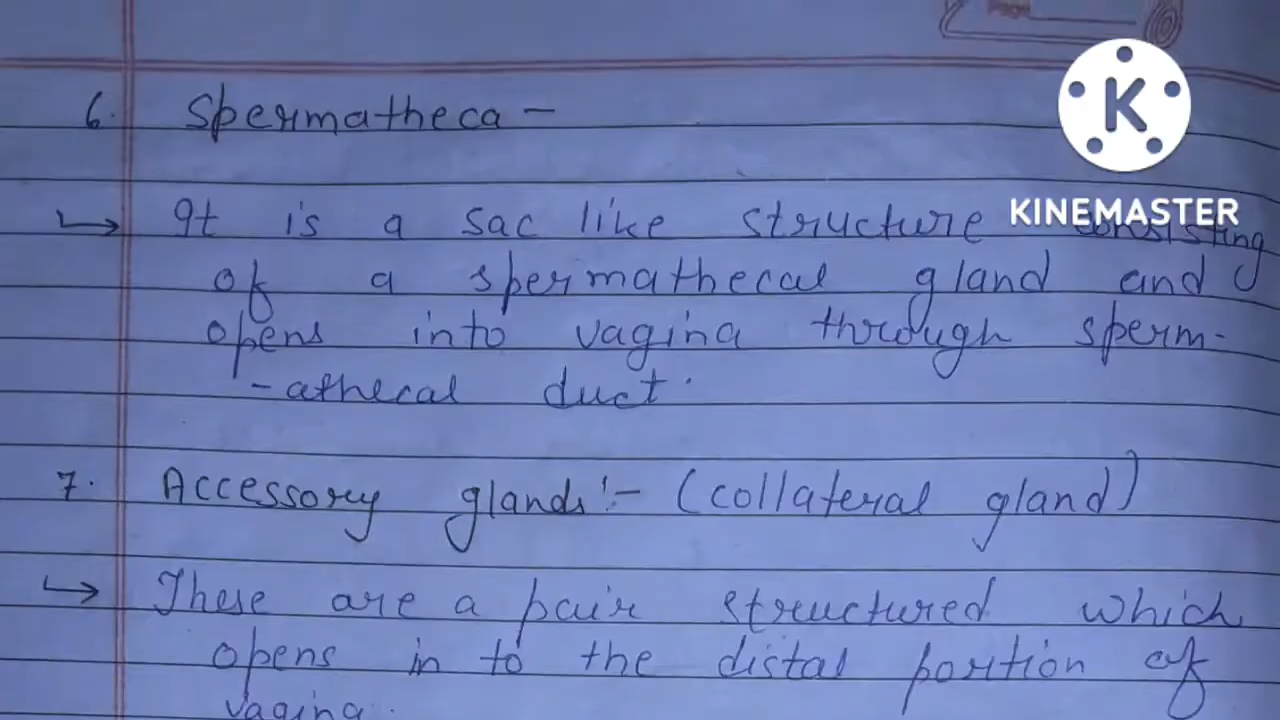 6. Spermatheca -
K
KINEMASTER
↳ It is a sac like structure consisting
of a spermathecal gland and
opens into vagina through sperm-
-athecal duct.
7. Accessory glands:- (collateral gland)
↳ These are a pair structured which
opens in to the distal portion of
vagina.